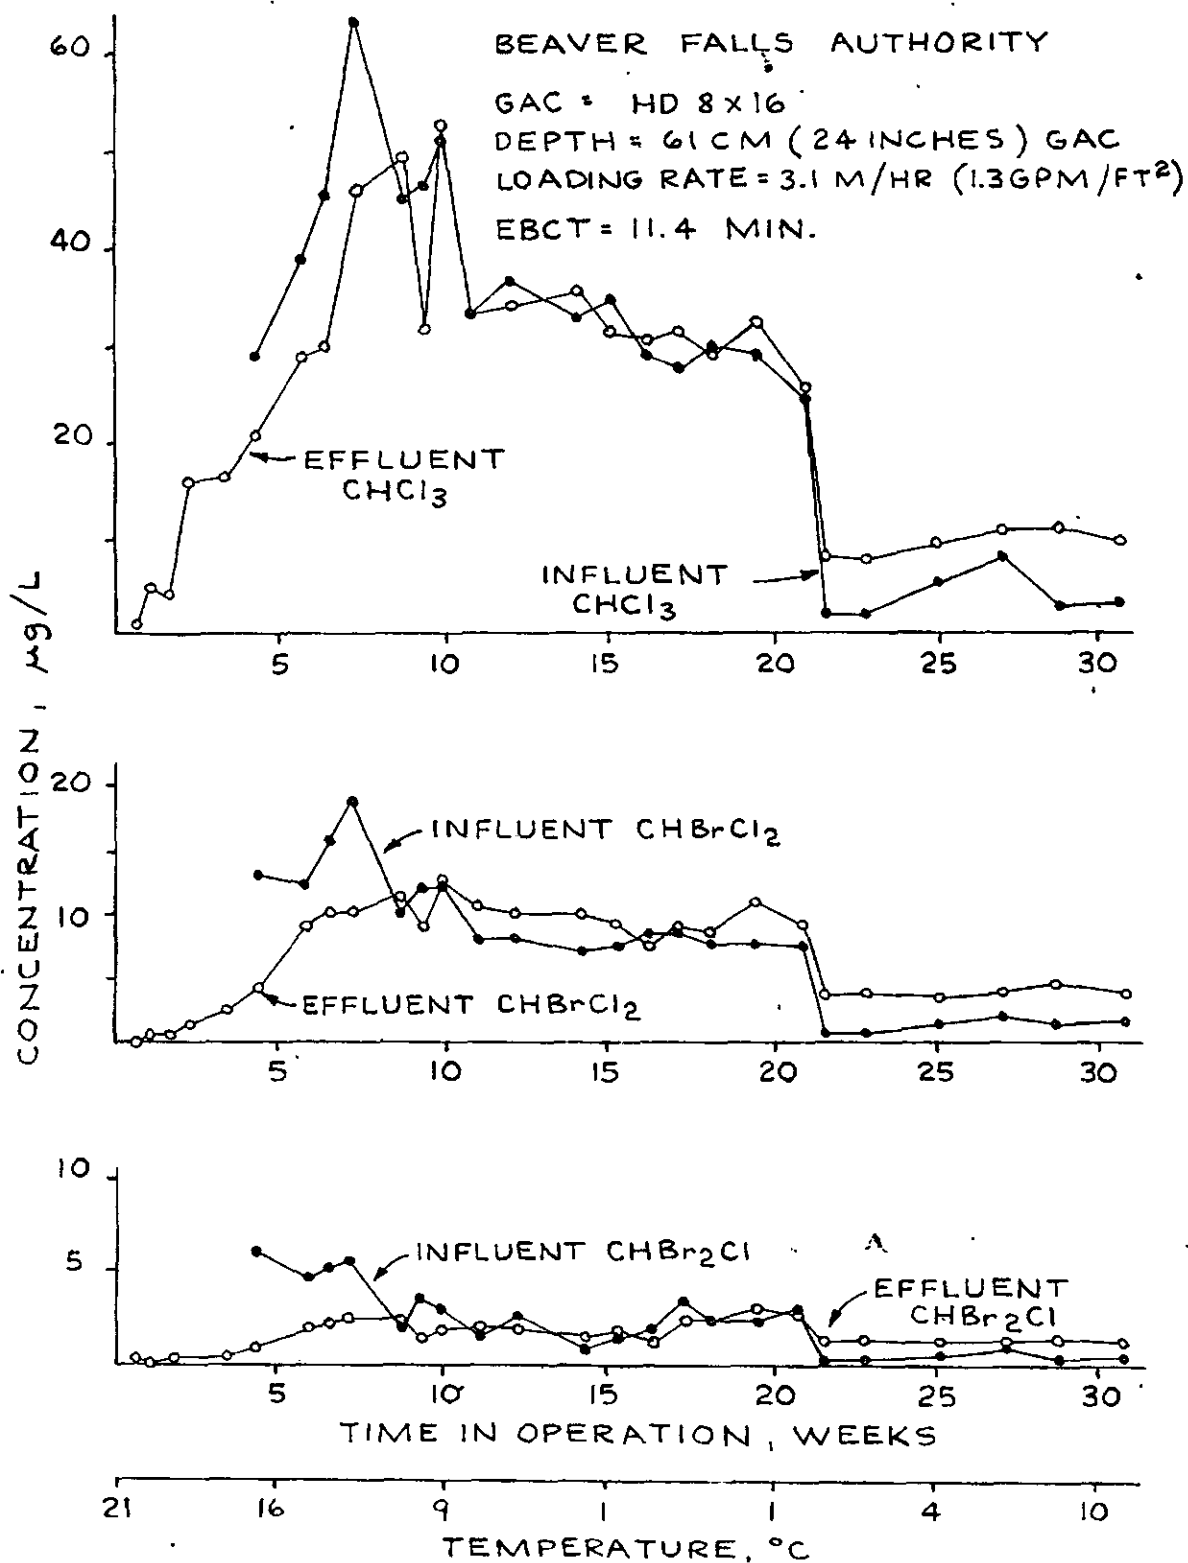 BEAVER FALLS AUTHORITY
GAC = HD 8 X 16
DEPTH = 61 CM (24 INCHES) GAC
LOADING RATE = 3.1 M/HR (1.3GPM/FT²)
EBCT = 11.4 MIN.
60
40
20
EFFLUENT
CHCl₃
INFLUENT
CHCl₃
5 10 15 20 25 30
CONCENTRATION, µg/L
20
10
INFLUENT CHBrCl₂
EFFLUENT CHBrCl₂
5 10 15 20 25 30
10
5
INFLUENT CHBr₂Cl
EFFLUENT
CHBr₂Cl
5 10 15 20 25 30
TIME IN OPERATION, WEEKS
21 16 9 1 1 4 10
TEMPERATURE, °C